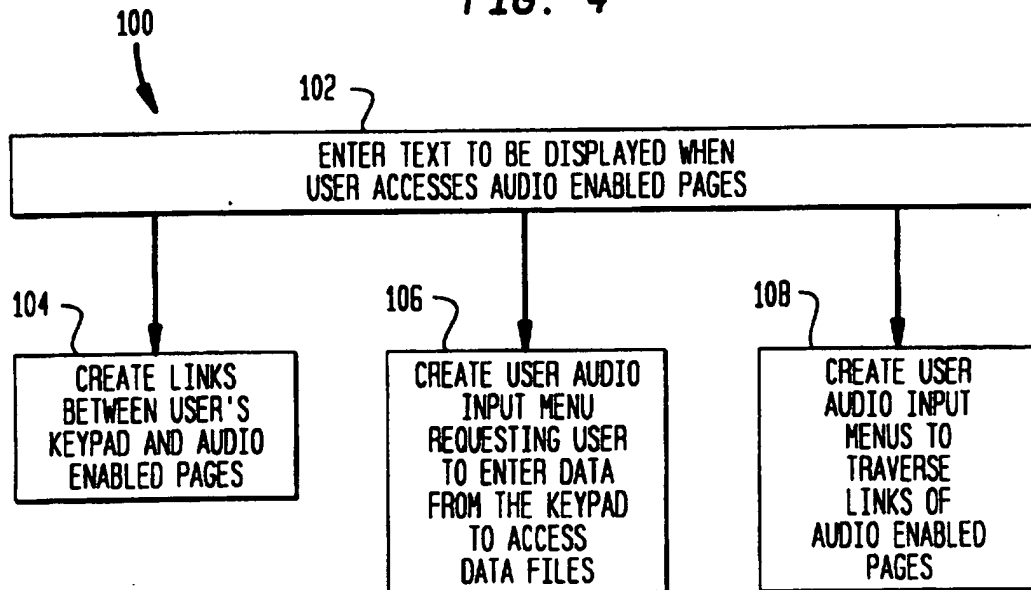 FIG. 4
100
102
ENTER TEXT TO BE DISPLAYED WHEN
USER ACCESSES AUDIO ENABLED PAGES
104
CREATE LINKS
BETWEEN USER'S
KEYPAD AND AUDIO
ENABLED PAGES
106
CREATE USER AUDIO
INPUT MENU
REQUESTING USER
TO ENTER DATA
FROM THE KEYPAD
TO ACCESS
DATA FILES
108
CREATE USER
AUDIO INPUT
MENUS TO
TRAVERSE
LINKS OF
AUDIO ENABLED
PAGES